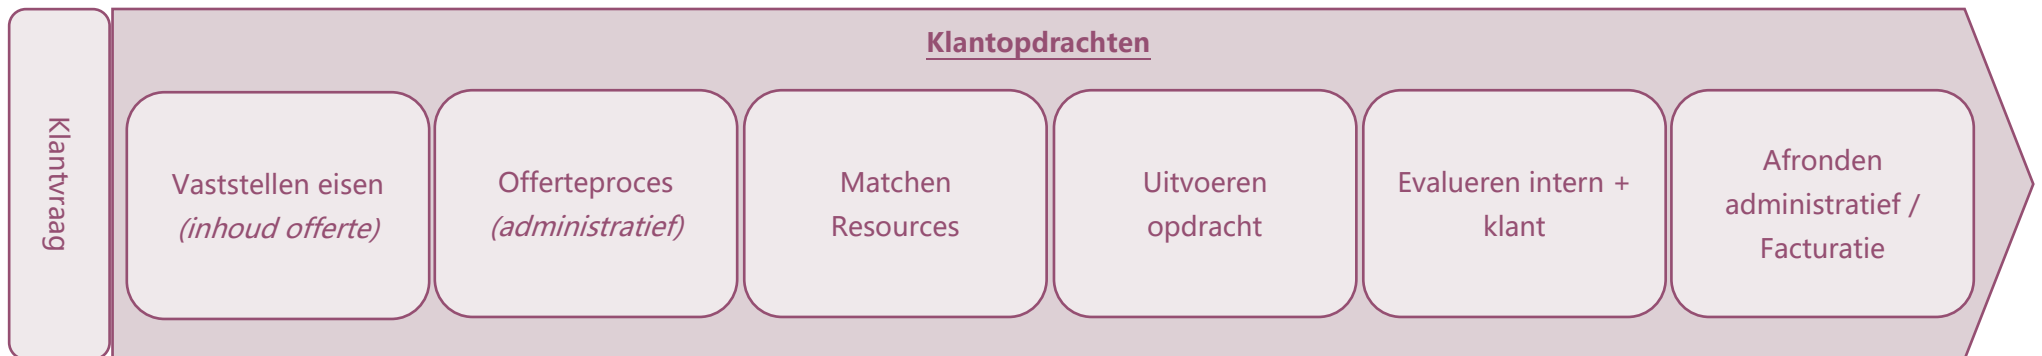 Klantvraag
Klantopdrachten
Vaststellen eisen
(inhoud offerte)
Offerteproces
(administratief)
Matchen
Resources
Uitvoeren
opdracht
Evalueren intern +
klant
Afronden
administratief /
Facturatie